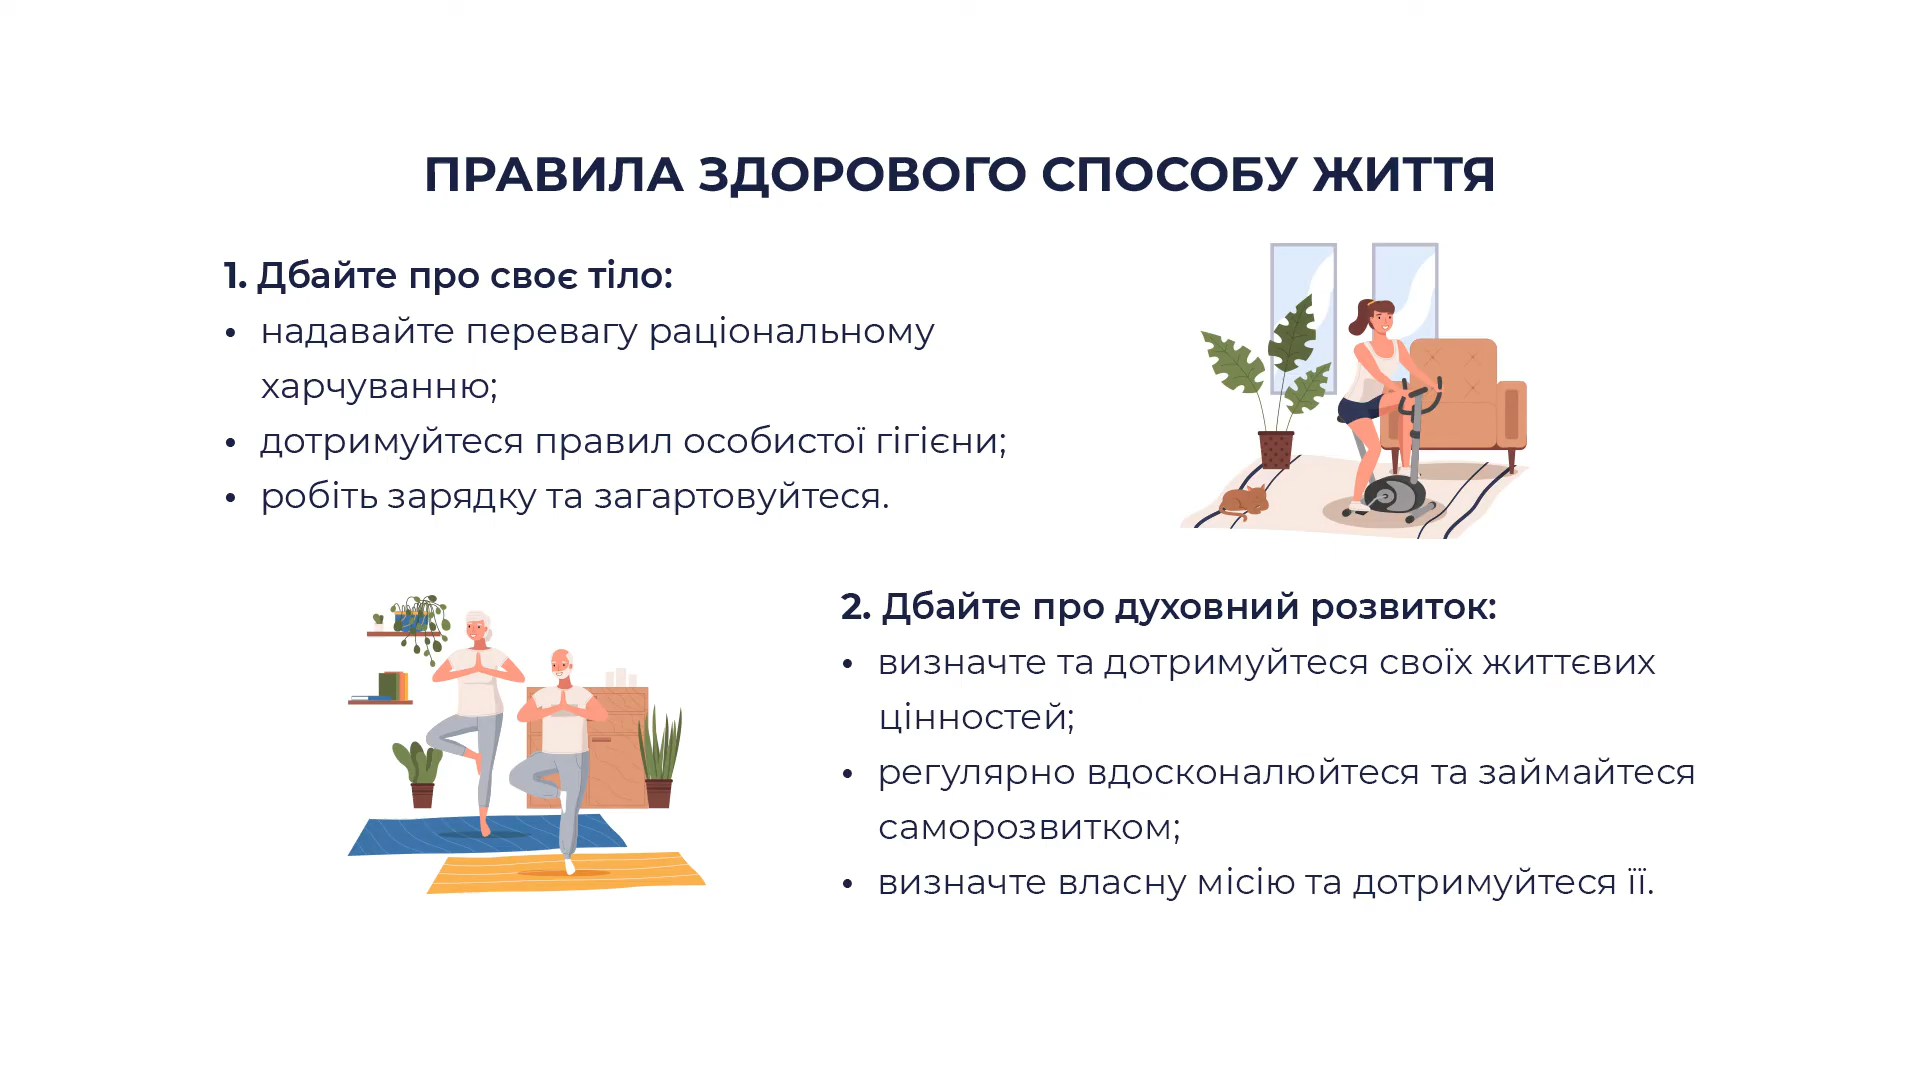 ПРАВИЛА ЗДОРОВОГО СПОСОБУ ЖИТТЯ
1. Дбайте про своє тіло:
• надавайте перевагу раціональному
харчуванню;
• дотримуйтеся правил особистої гігієни;
• робіть зарядку та загартовуйтеся.
2. Дбайте про духовний розвиток:
• визначте та дотримуйтеся своїх життєвих
цінностей;
• регулярно вдосконалюйтеся та займайтеся
саморозвитком;
• визначте власну місію та дотримуйтеся її.